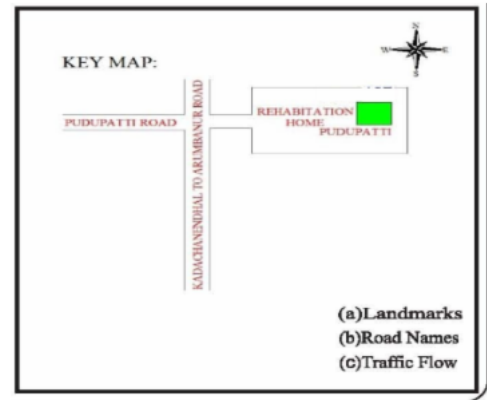 N
W E
S
KEY MAP:
PUDUPATTI ROAD
KADACHANENDHAL TO ARUMBANUR ROAD
REHABITATION
HOME
PUDUPATTI
(a)Landmarks
(b)Road Names
(c)Traffic Flow